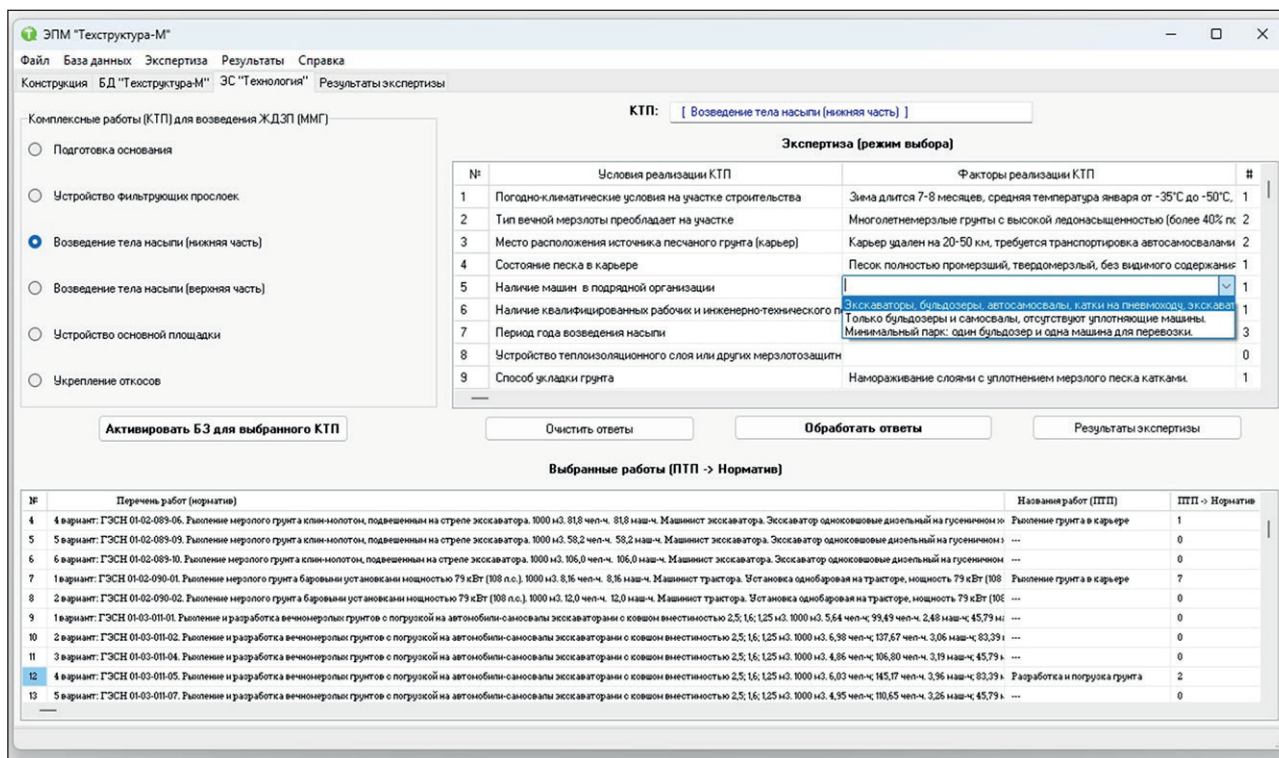 ЭПМ "Техструктура-М"
Файл База данных Экспертиза Результаты Справка
Конструкция БД "Техструктура-М" ЭС "Технология" Результаты экспертизы
Комплексные работы (КТП) для возведения ЖДЗП (ММГ)
Подготовка основания
Устройство фильтрующих прослоек
Возведение тела насыпи (нижняя часть)
Возведение тела насыпи (верхняя часть)
Устройство основной площадки
Укрепление откосов
Активировать БЗ для выбранного КТП
КТП: [ Возведение тела насыпи (нижняя часть) ]
Экспертиза (режим выбора)
№ Условия реализации КТП Факторы реализации КТП #
1 Погодно-климатические условия на участке строительства Зима длится 7-8 месяцев, средняя температура января от -35°С до -50°С, 1
2 Тип вечной мерзлоты преобладает на участке Многолетнемерзлые грунты с высокой ледонасыщенностью (более 40% по 2
3 Место расположения источника песчаного грунта (карьер) Карьер удален на 20-50 км, требуется транспортировка автосамосвалами 2
4 Состояние песка в карьере Песок полностью промерзший, твердомерзлый, без видимого содержания 1
5 Наличие машин в подрядной организации 1
Экскаваторы, бульдозеры, автосамосвалы, катки на пневмоходу, экскават
Только бульдозеры и самосвалы, отсутствуют уплотняющие машины.
Минимальный парк: один бульдозер и одна машина для перевозки.
6 Наличие квалифицированных рабочих и инженерно-технического п 1
7 Период года возведения насыпи 3
8 Устройство теплоизоляционного слоя или других мерзлотозащитн 0
9 Способ укладки грунта Намораживание слоями с уплотнением мерзлого песка катками. 1
Очистить ответы Обработать ответы Результаты экспертизы
Выбранные работы (ПТП -> Норматив)
№ Перечень работ (норматив) Названия работ (ПТП) ПТП -> Норматив
4 4 вариант: ГЭСН 01-02-089-06. Рыхление мерзлого грунта клин-молотом, подвешенным на стреле экскаватора. 1000 м3. 81,8 чел-ч. 81,8 маш-ч. Машинист экскаватора. Экскаватор одноковшовые дизельный на гусеничном хо Рыхление грунта в карьере 1
5 5 вариант: ГЭСН 01-02-089-09. Рыхление мерзлого грунта клин-молотом, подвешенным на стреле экскаватора. 1000 м3. 58,2 чел-ч. 58,2 маш-ч. Машинист экскаватора. Экскаватор одноковшовые дизельный на гусеничном х --- 0
6 6 вариант: ГЭСН 01-02-089-10. Рыхление мерзлого грунта клин-молотом, подвешенным на стреле экскаватора. 1000 м3. 106,0 чел-ч. 106,0 маш-ч. Машинист экскаватора. Экскаватор одноковшовые дизельный на гусеничном --- 0
7 1 вариант: ГЭСН 01-02-090-01. Рыхление мерзлого грунта баровыми установками мощностью 79 кВт (108 л.с.). 1000 м3. 8,16 чел-ч. 8,16 маш-ч. Машинист трактора. Установка однобаровая на тракторе, мощность 79 кВт (108 Рыхление грунта в карьере 7
8 2 вариант: ГЭСН 01-02-090-02. Рыхление мерзлого грунта баровыми установками мощностью 79 кВт (108 л.с.). 1000 м3. 12,0 чел-ч. 12,0 маш-ч. Машинист трактора. Установка однобаровая на тракторе, мощность 79 кВт (108 --- 0
9 1 вариант: ГЭСН 01-03-011-01. Рыхление и разработка вечномерзлых грунтов с погрузкой на автомобили-самосвалы экскаваторами с ковшом вместимостью 2,5; 1,6; 1,25 м3. 1000 м3. 5,64 чел-ч; 99,49 чел-ч. 2,48 маш-ч; 45,79 ма --- 0
10 2 вариант: ГЭСН 01-03-011-02. Рыхление и разработка вечномерзлых грунтов с погрузкой на автомобили-самосвалы экскаваторами с ковшом вместимостью 2,5; 1,6; 1,25 м3. 1000 м3. 6,98 чел-ч; 137,67 чел-ч. 3,06 маш-ч; 83,39 --- 0
11 3 вариант: ГЭСН 01-03-011-04. Рыхление и разработка вечномерзлых грунтов с погрузкой на автомобили-самосвалы экскаваторами с ковшом вместимостью 2,5; 1,6; 1,25 м3. 1000 м3. 4,86 чел-ч; 106,80 чел-ч. 3,19 маш-ч; 45,79 --- 0
12 4 вариант: ГЭСН 01-03-011-05. Рыхление и разработка вечномерзлых грунтов с погрузкой на автомобили-самосвалы экскаваторами с ковшом вместимостью 2,5; 1,6; 1,25 м3. 1000 м3. 6,03 чел-ч; 145,17 чел-ч. 3,96 маш-ч; 83,39 Разработка и погрузка грунта 2
13 5 вариант: ГЭСН 01-03-011-07. Рыхление и разработка вечномерзлых грунтов с погрузкой на автомобили-самосвалы экскаваторами с ковшом вместимостью 2,5; 1,6; 1,25 м3. 1000 м3. 4,95 чел-ч; 110,65 чел-ч. 3,26 маш-ч; 45,79 --- 0